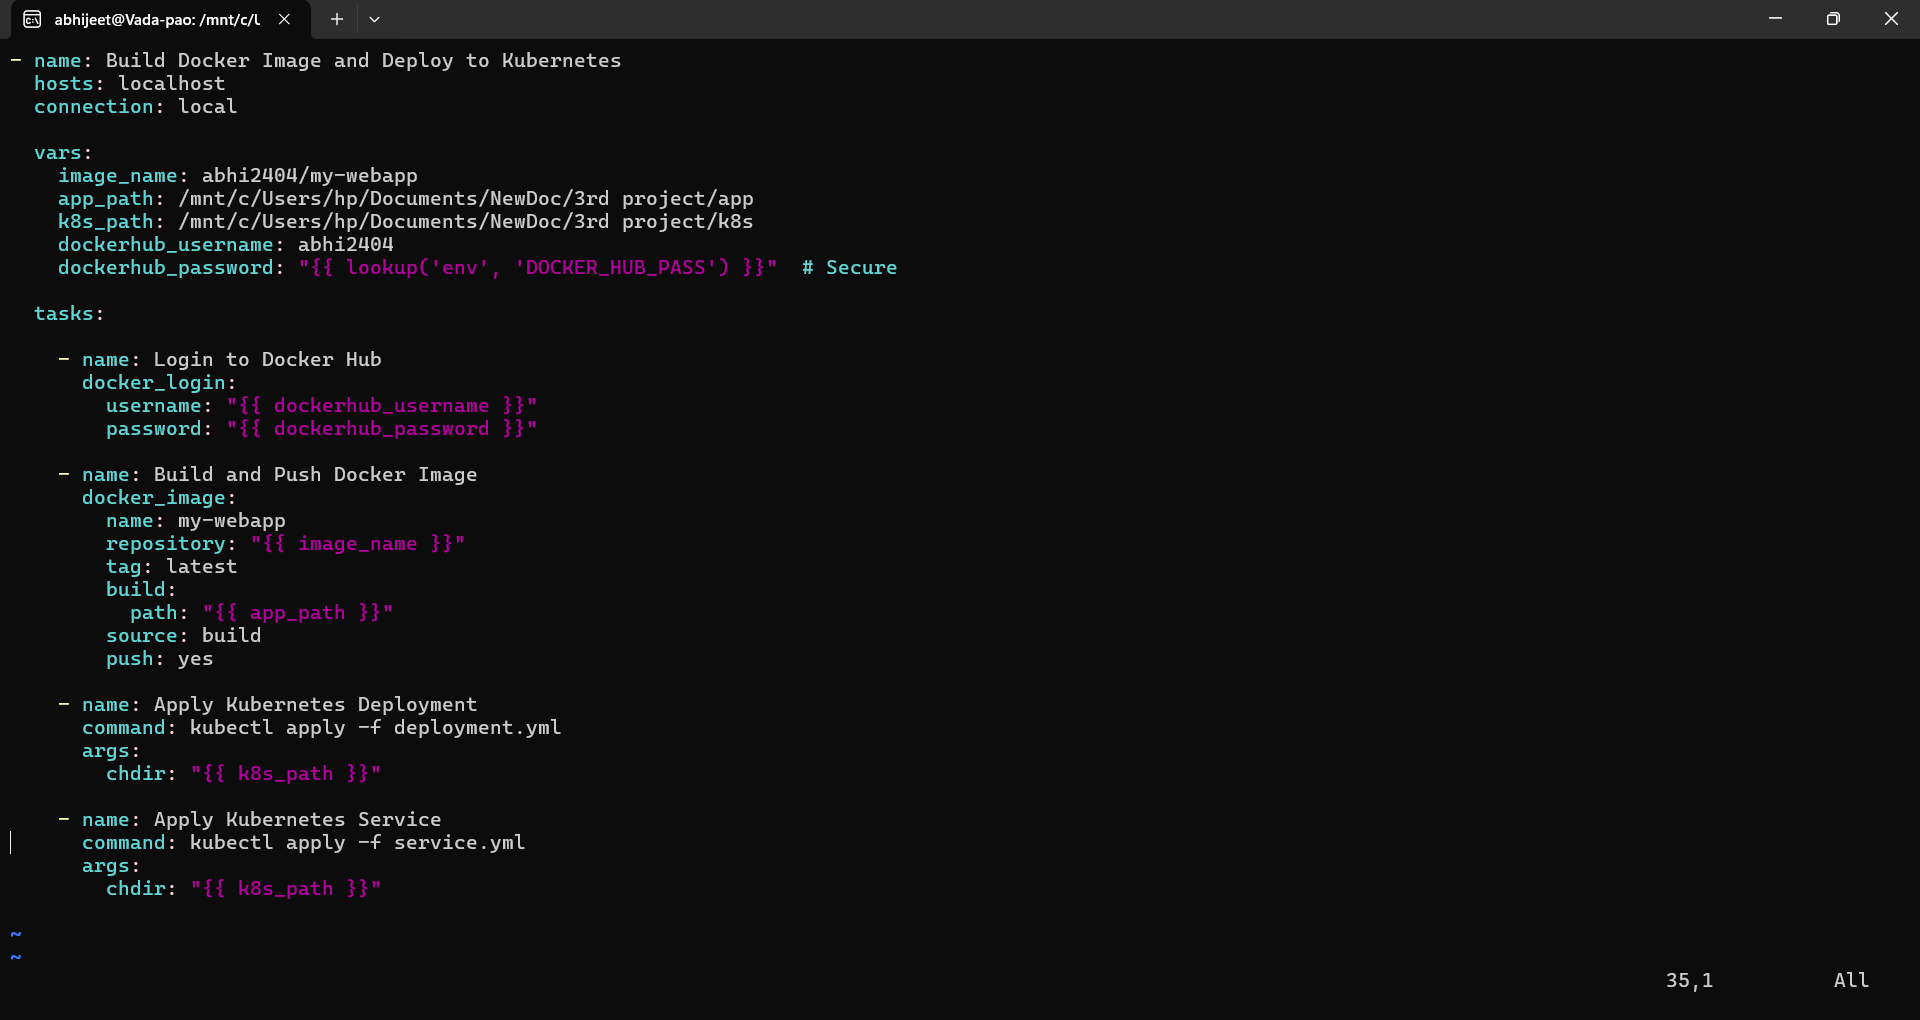 abhijeet@Vada-pao: /mnt/c/U
- name: Build Docker Image and Deploy to Kubernetes
  hosts: localhost
  connection: local

  vars:
    image_name: abhi2404/my-webapp
    app_path: /mnt/c/Users/hp/Documents/NewDoc/3rd project/app
    k8s_path: /mnt/c/Users/hp/Documents/NewDoc/3rd project/k8s
    dockerhub_username: abhi2404
    dockerhub_password: "{{ lookup('env', 'DOCKER_HUB_PASS') }}"  # Secure

  tasks:

    - name: Login to Docker Hub
      docker_login:
        username: "{{ dockerhub_username }}"
        password: "{{ dockerhub_password }}"

    - name: Build and Push Docker Image
      docker_image:
        name: my-webapp
        repository: "{{ image_name }}"
        tag: latest
        build:
          path: "{{ app_path }}"
        source: build
        push: yes

    - name: Apply Kubernetes Deployment
      command: kubectl apply -f deployment.yml
      args:
        chdir: "{{ k8s_path }}"

    - name: Apply Kubernetes Service
      command: kubectl apply -f service.yml
      args:
        chdir: "{{ k8s_path }}"

~
~
35,1 All